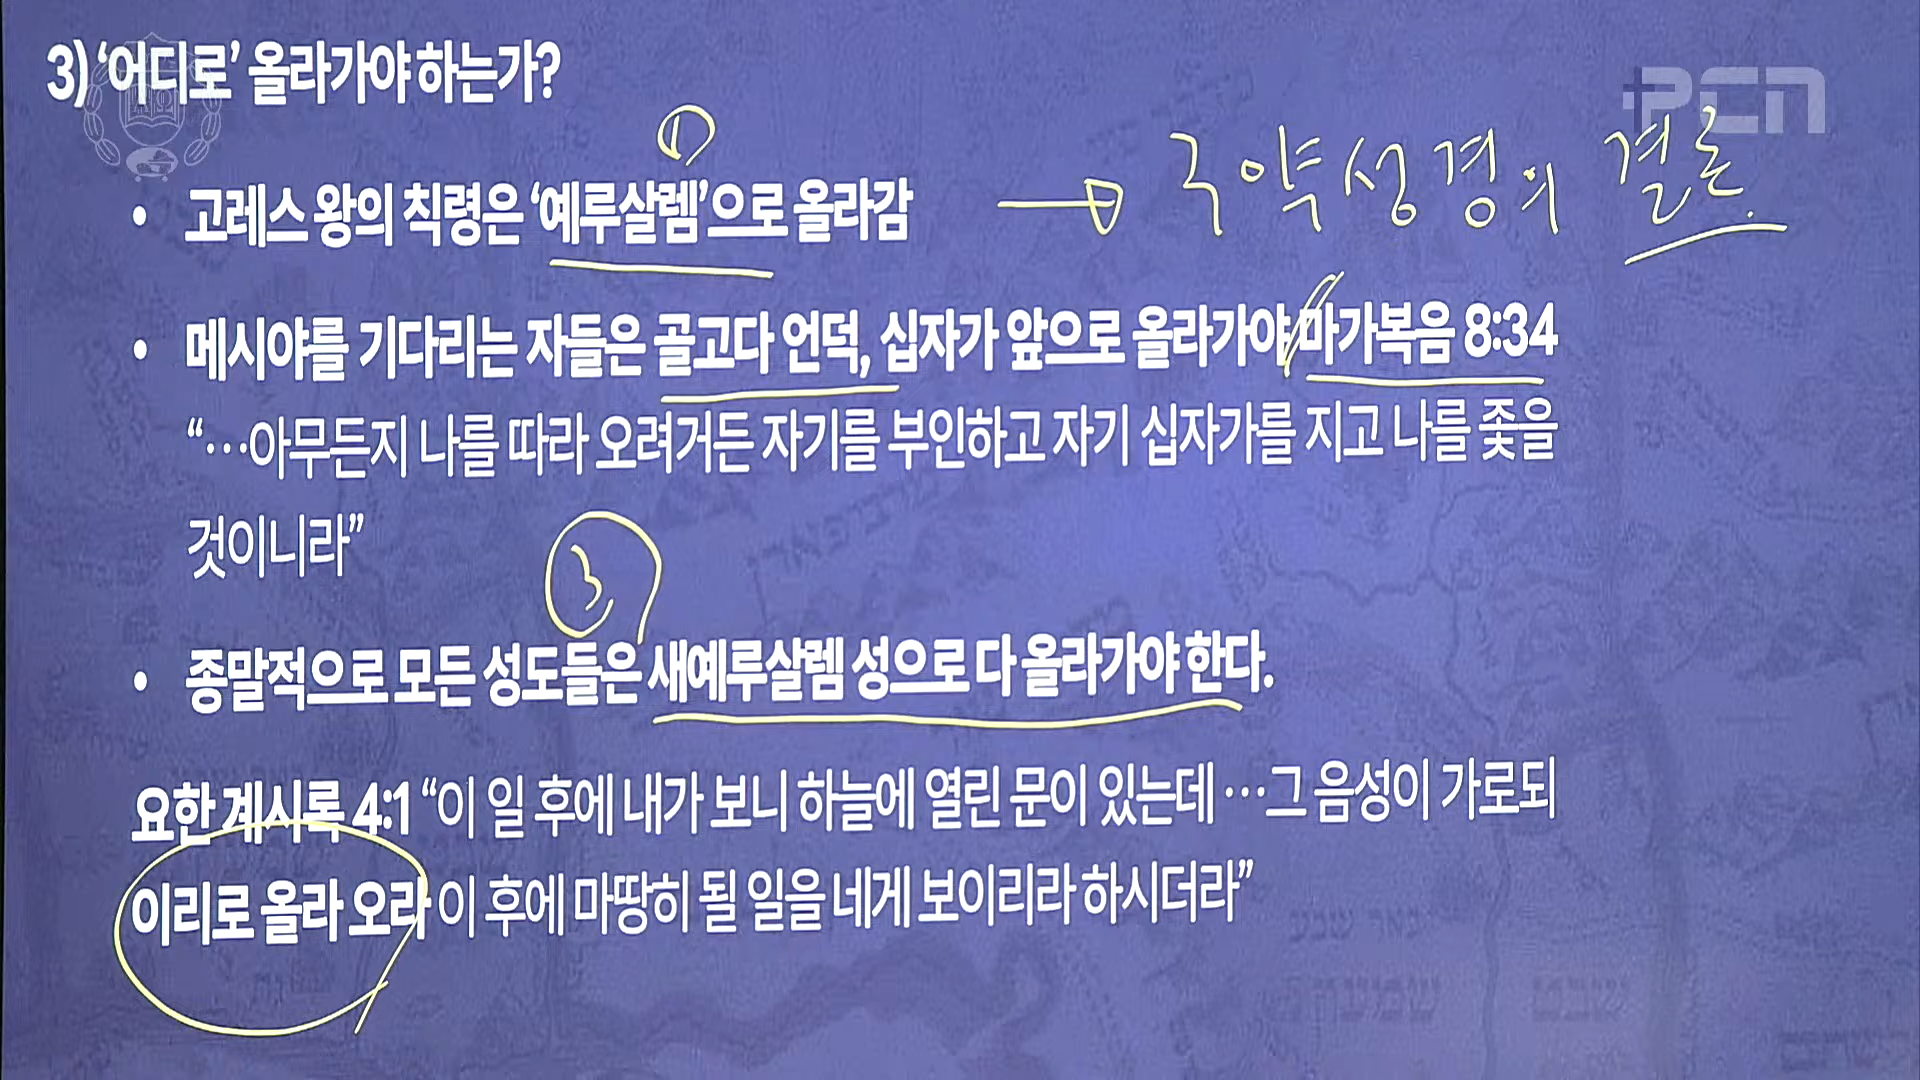 3) ‘어디로’ 올라가야 하는가?
PCN
①
• 고레스 왕의 칙령은 ‘예루살렘’으로 올라감 → 구약성경의 결론.
• 메시야를 기다리는 자들은 골고다 언덕, 십자가 앞으로 올라가야 마가복음 8:34
“…아무든지 나를 따라 오려거든 자기를 부인하고 자기 십자가를 지고 나를 좇을
것이니라”
③
• 종말적으로 모든 성도들은 새예루살렘 성으로 다 올라가야 한다.
요한 계시록 4:1 “이 일 후에 내가 보니 하늘에 열린 문이 있는데…그 음성이 가로되
이리로 올라 오라 이 후에 마땅히 될 일을 네게 보이리라 하시더라”